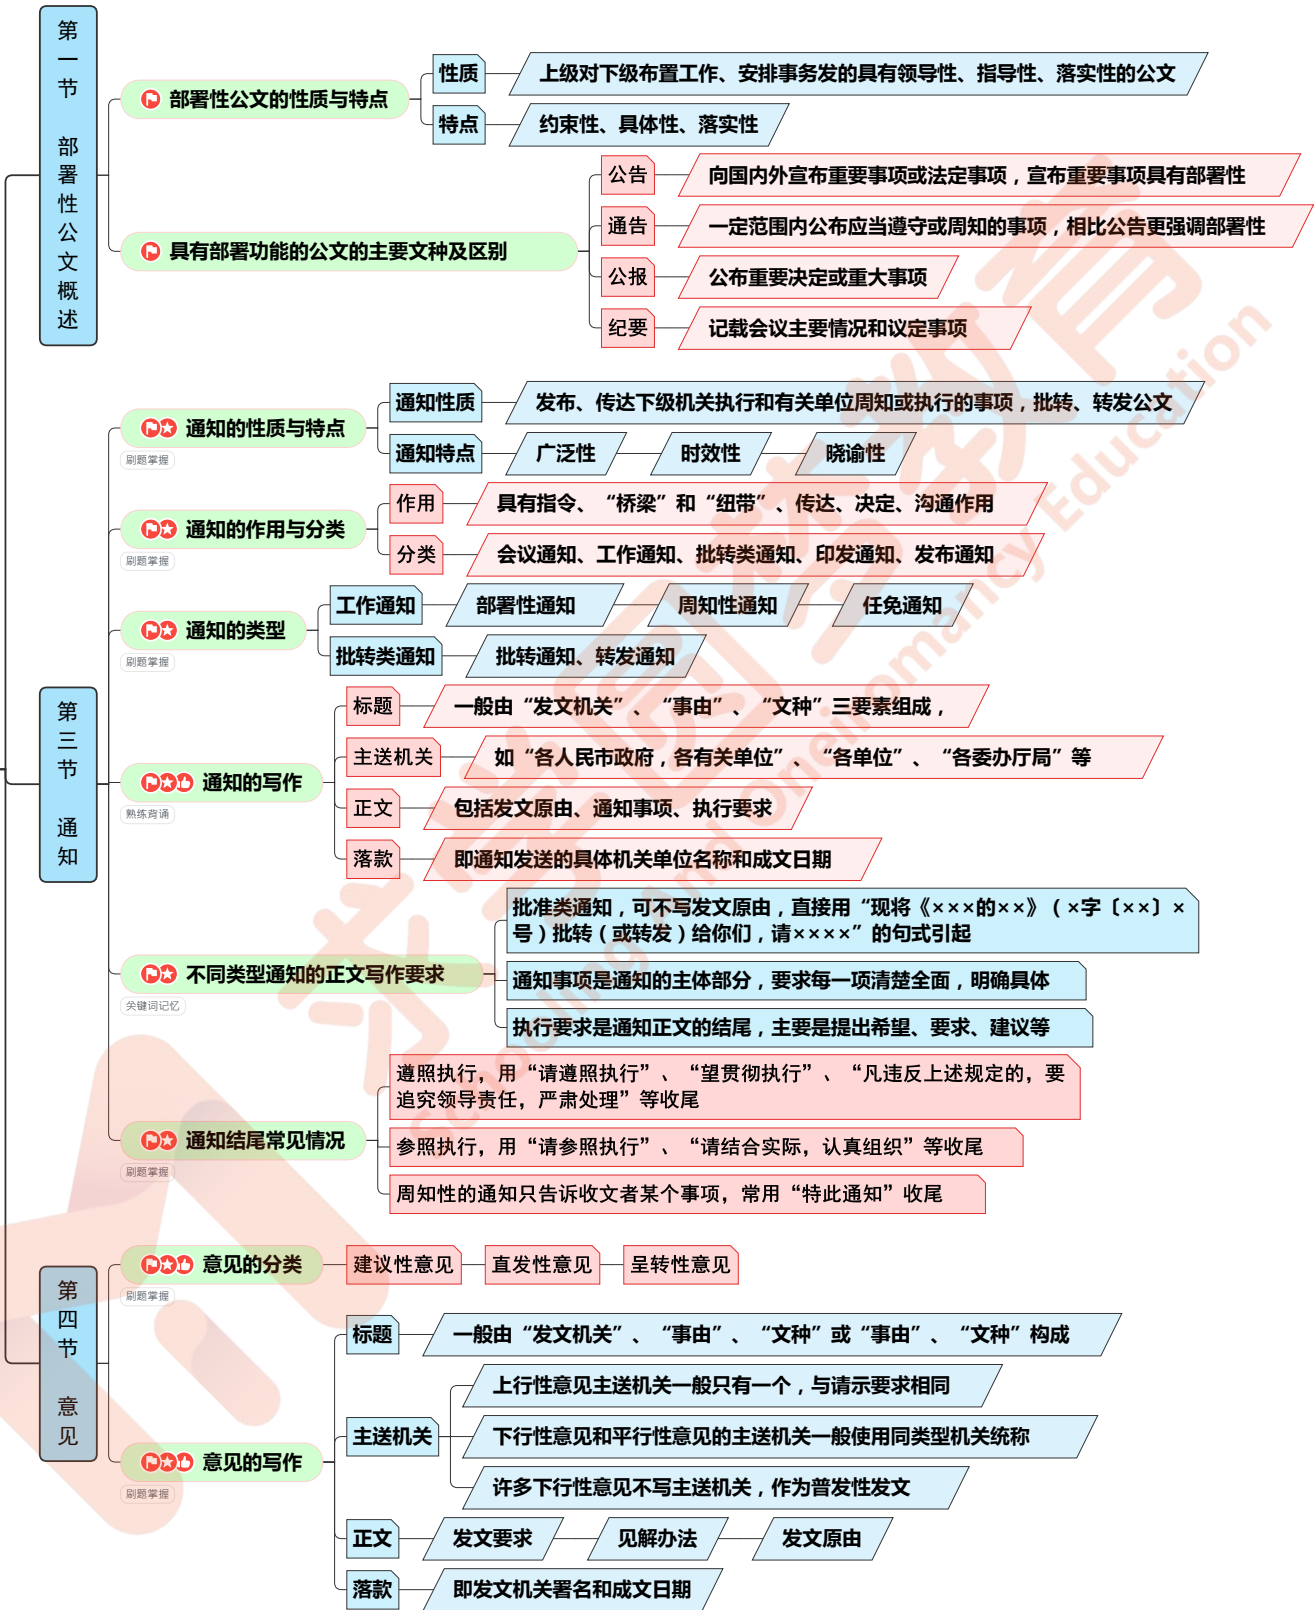 第一节 部署性公文概述
部署性公文的性质与特点
性质
上级对下级布置工作、安排事务发的具有领导性、指导性、落实性的公文
特点
约束性、具体性、落实性
具有部署功能的公文的主要文种及区别
公告
向国内外宣布重要事项或法定事项，宣布重要事项具有部署性
通告
一定范围内公布应当遵守或周知的事项，相比公告更强调部署性
公报
公布重要决定或重大事项
纪要
记载会议主要情况和议定事项
第三节 通知
通知的性质与特点
刷题掌握
通知性质
发布、传达下级机关执行和有关单位周知或执行的事项，批转、转发公文
通知特点
广泛性
时效性
晓谕性
通知的作用与分类
刷题掌握
作用
具有指令、“桥梁”和“纽带”、传达、决定、沟通作用
分类
会议通知、工作通知、批转类通知、印发通知、发布通知
通知的类型
刷题掌握
工作通知
部署性通知
周知性通知
任免通知
批转类通知
批转通知、转发通知
通知的写作
熟练背诵
标题
一般由“发文机关”、“事由”、“文种”三要素组成，
主送机关
如“各人民市政府，各有关单位”、“各单位”、“各委办厅局”等
正文
包括发文原由、通知事项、执行要求
落款
即通知发送的具体机关单位名称和成文日期
不同类型通知的正文写作要求
关键词记忆
批准类通知，可不写发文原由，直接用“现将《×××的××》（×字〔××〕×
号）批转（或转发）给你们，请××××”的句式引起
通知事项是通知的主体部分，要求每一项清楚全面，明确具体
执行要求是通知正文的结尾，主要是提出希望、要求、建议等
通知结尾常见情况
刷题掌握
遵照执行，用“请遵照执行”、“望贯彻执行”、“凡违反上述规定的，要
追究领导责任，严肃处理”等收尾
参照执行，用“请参照执行”、“请结合实际，认真组织”等收尾
周知性的通知只告诉收文者某个事项，常用“特此通知”收尾
第四节 意见
意见的分类
刷题掌握
建议性意见
直发性意见
呈转性意见
意见的写作
刷题掌握
标题
一般由“发文机关”、“事由”、“文种”或“事由”、“文种”构成
主送机关
上行性意见主送机关一般只有一个，与请示要求相同
下行性意见和平行性意见的主送机关一般使用同类型机关统称
许多下行性意见不写主送机关，作为普发性发文
正文
发文要求
见解办法
发文原由
落款
即发文机关署名和成文日期
求学圆梦教育
Schooling And Oneiromancy Education